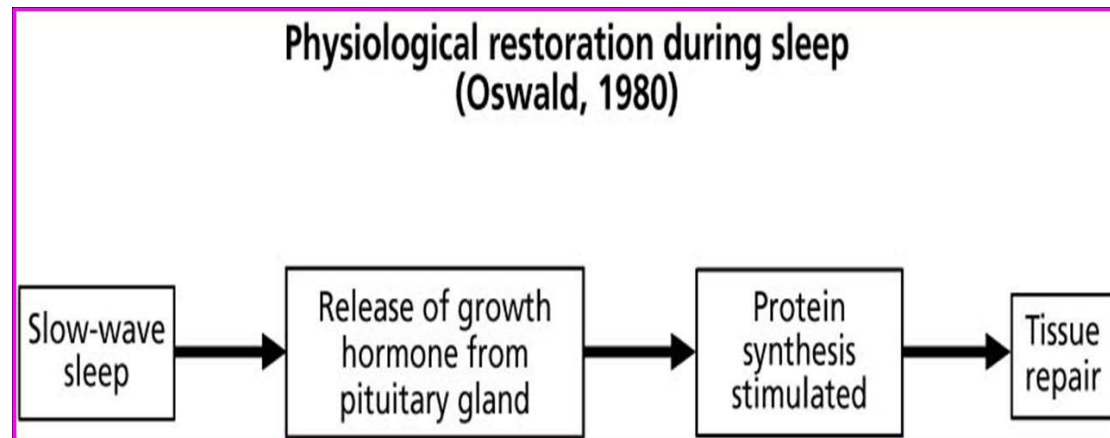 Physiological restoration during sleep
(Oswald, 1980)
Slow-wave
sleep
Release of growth
hormone from
pituitary gland
Protein
synthesis
stimulated
Tissue
repair